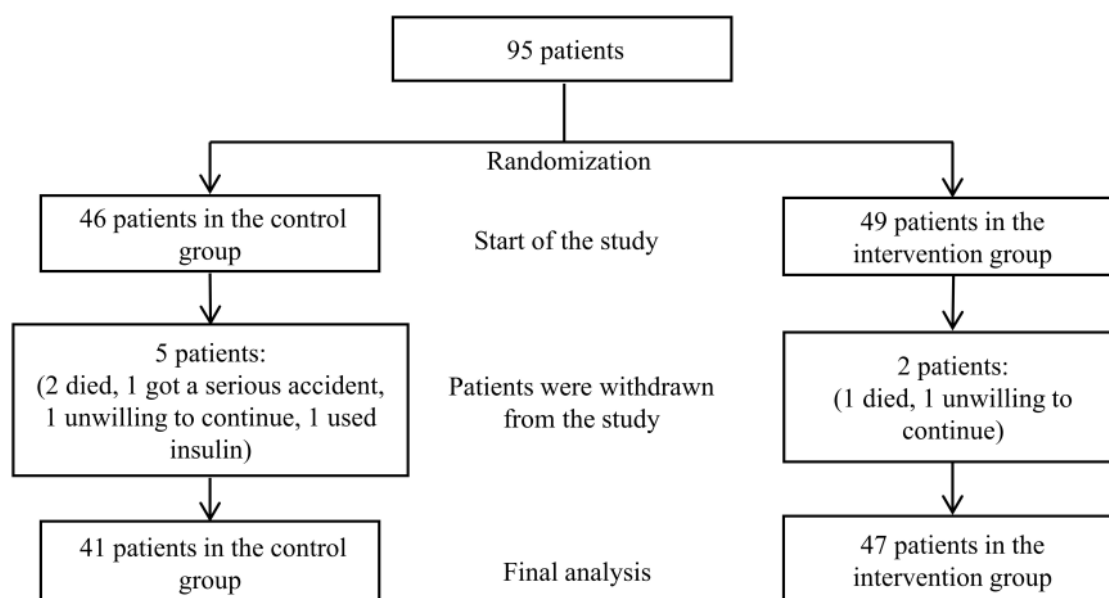 95 patients
Randomization
46 patients in the control
group
Start of the study
49 patients in the
intervention group
5 patients:
(2 died, 1 got a serious accident,
1 unwilling to continue, 1 used
insulin)
Patients were withdrawn
from the study
2 patients:
(1 died, 1 unwilling to
continue)
41 patients in the control
group
Final analysis
47 patients in the
intervention group